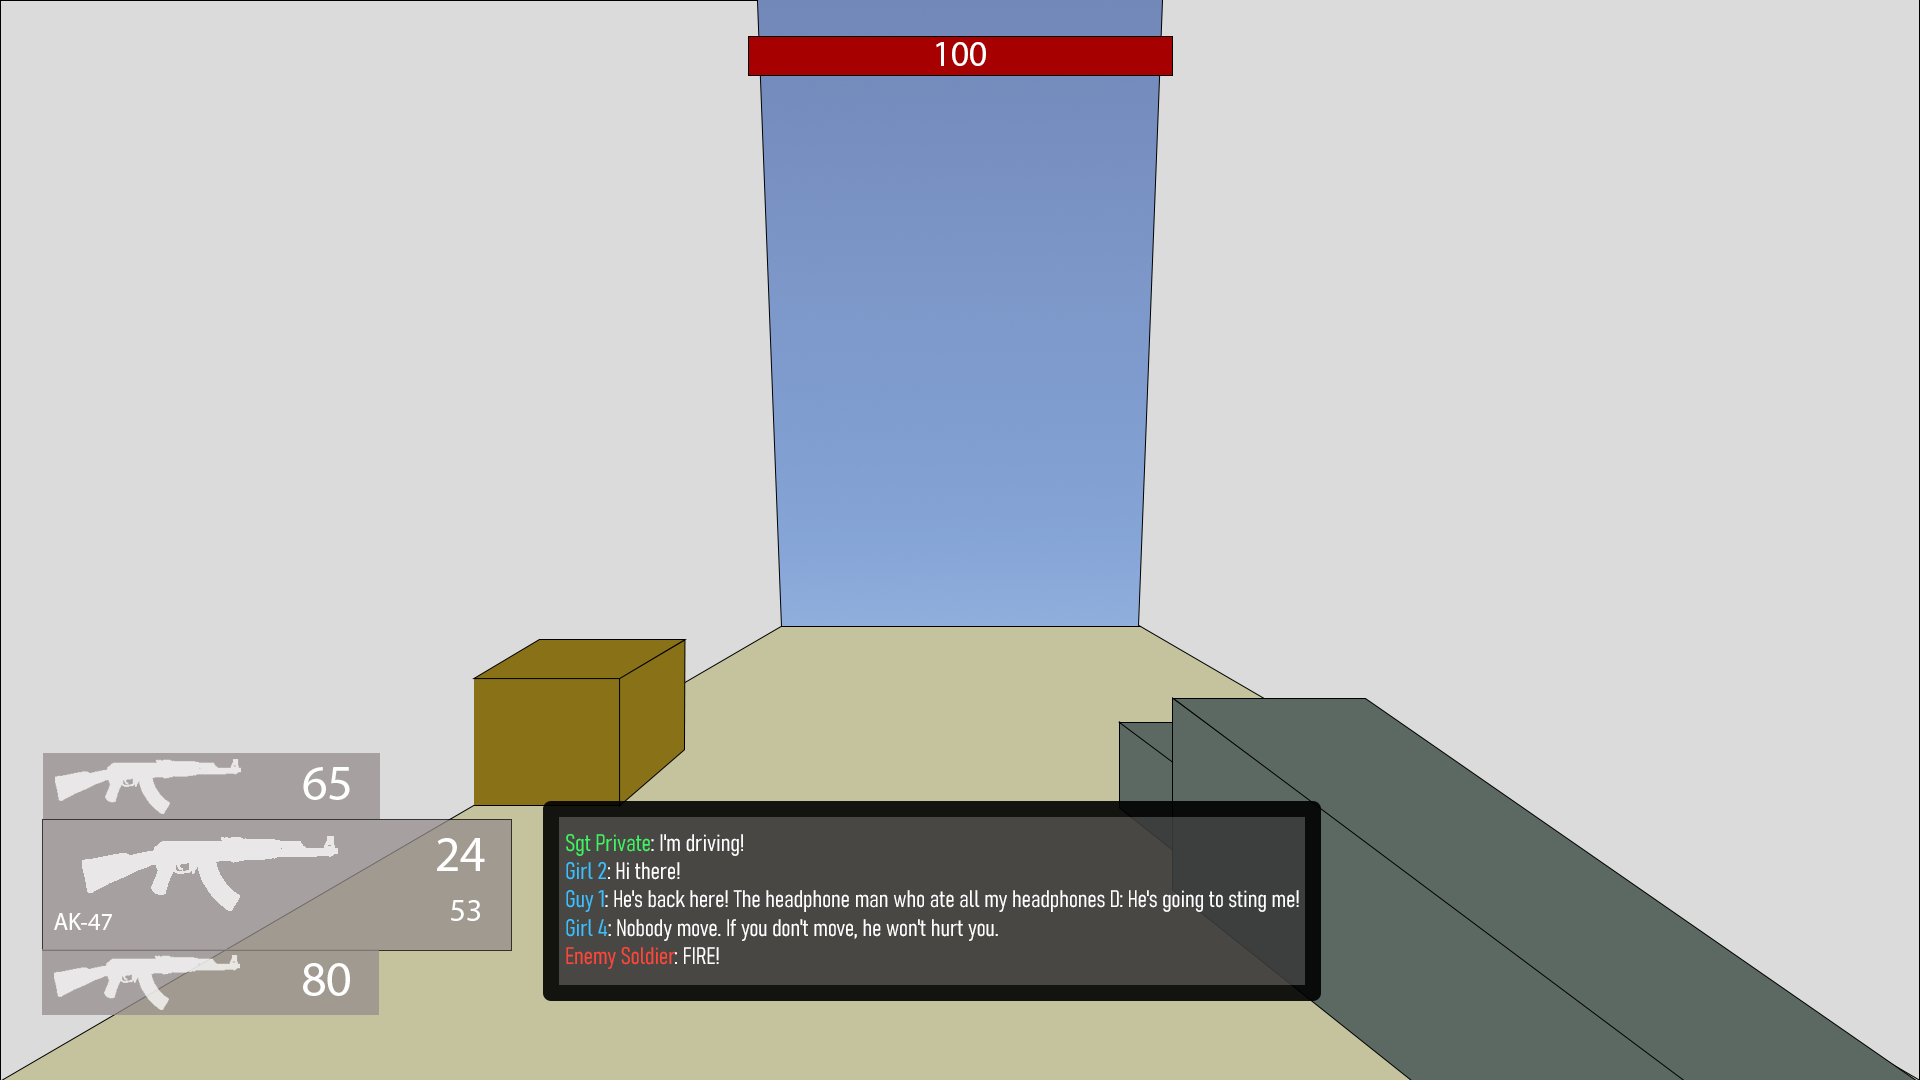 100
65
24
53
AK-47
80
Sgt Private: I'm driving!
Girl 2: Hi there!
Guy 1: He's back here! The headphone man who ate all my headphones D: He's going to sting me!
Girl 4: Nobody move. If you don't move, he won't hurt you.
Enemy Soldier: FIRE!